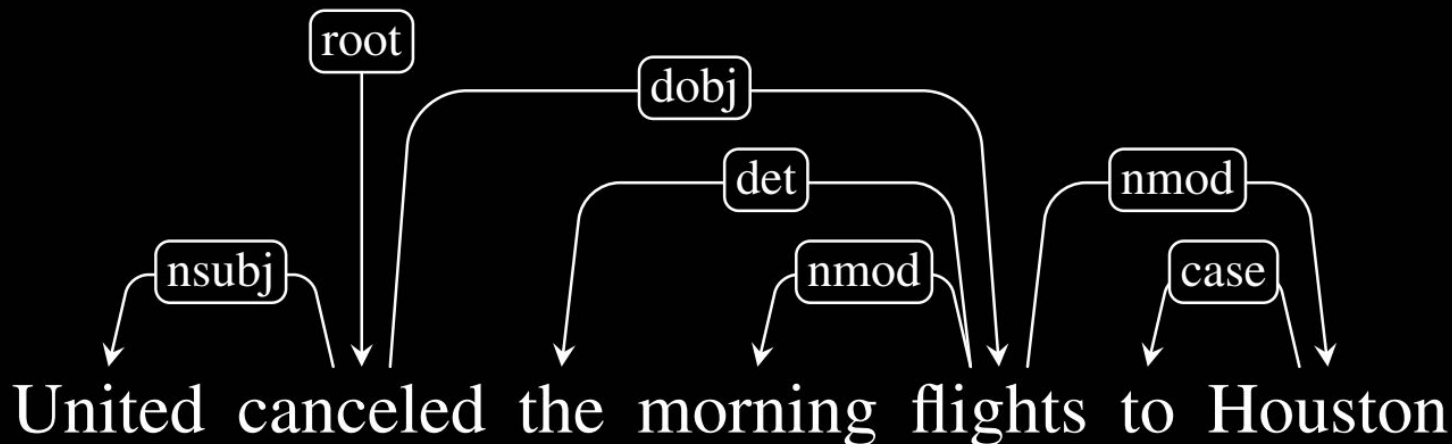 root
dobj
det nmod
nsubj nmod case
United canceled the morning flights to Houston